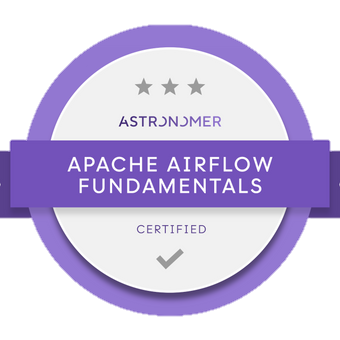 ASTRONOMER
APACHE AIRFLOW
FUNDAMENTALS
CERTIFIED